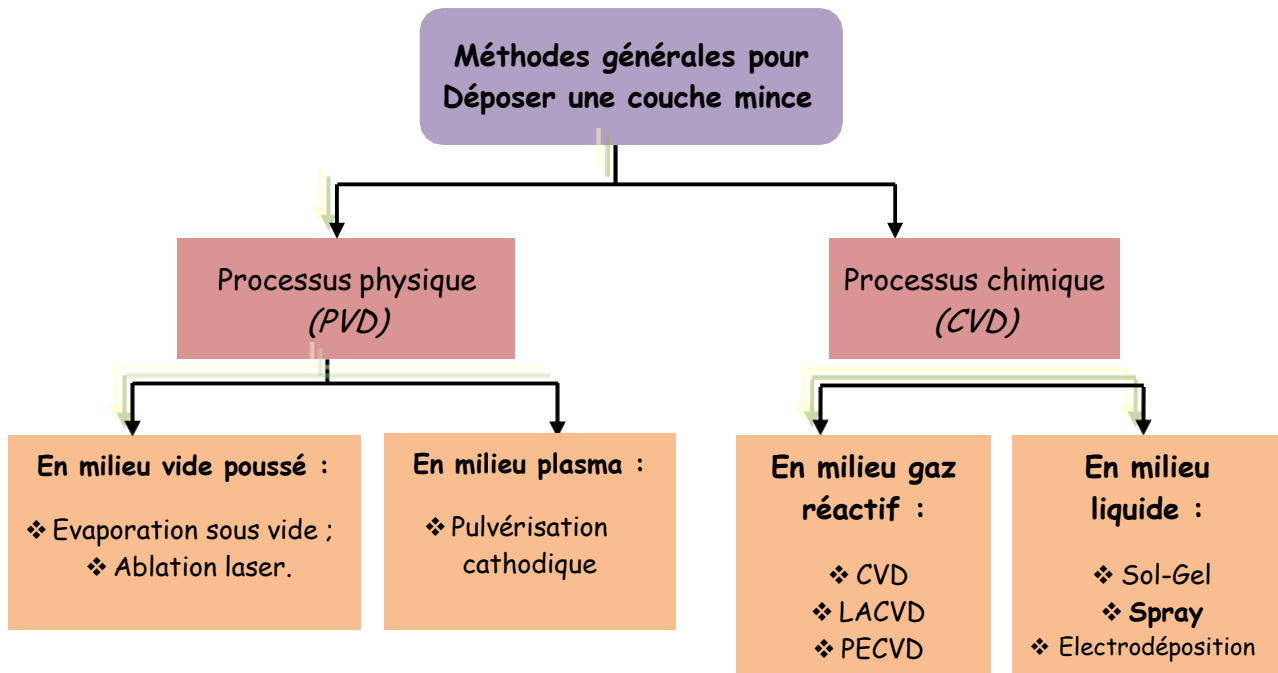 Méthodes générales pour
Déposer une couche mince
Processus physique
(PVD)
Processus chimique
(CVD)
En milieu vide poussé :
❖ Evaporation sous vide ;
❖ Ablation laser.
En milieu plasma :
❖ Pulvérisation
cathodique
En milieu gaz
réactif :
❖ CVD
❖ LACVD
❖ PECVD
En milieu
liquide :
❖ Sol-Gel
❖ Spray
❖ Electrodéposition